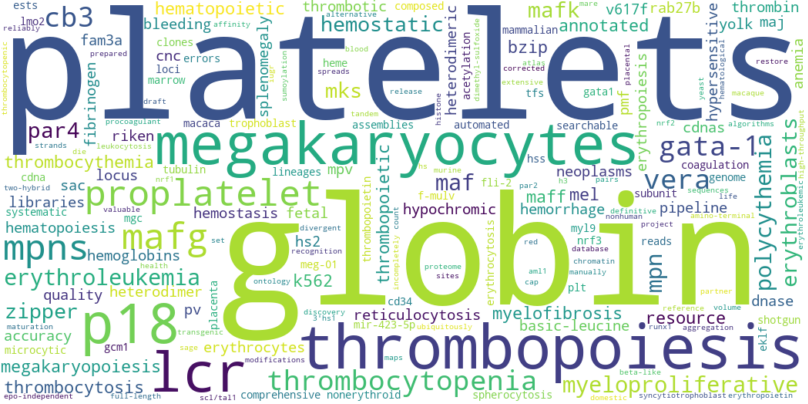 platelets
globin
megakaryocytes
thrombopoiesis
proplatelet
p18
lcr
mafg
mpns
gata-1
vera
cb3
par4
mks
maf
mafk
bzip
zipper
thrombocytopenia
myeloproliferative
polycythemia
erythroblasts
erythroleukemia
hemostatic
hematopoietic
bleeding
thrombotic
composed
annotated
v617f
rab27b
thrombin
yolk
maj
affinity
alternative
mare
reliably
lmo2
ests
fam3a
clones
cnc
errors
loci
marrow
prepared
blood
heme
spreads
atlas
corrected
release
extensive
mammalian
tfs
gata1
placental
yeast
macaque
restore
anemia
hypersensitive
hematological
heterodimeric
acetylation
dimethyl-sulfoxide
splenomegaly
sumoylation
fibrinogen
thrombocytopenic
procoagulant
draft
histone
tandem
pmf
erythropoiesis
nrf2
algorithms
cdnas
high-throughput
coagulation
genome
strands
leukocytosis
riken
macaca
trophoblast
assemblies
automated
searchable
thrombocythemia
die
two-hybrid
nrf1
cdna
locus
tubulin
lineages
mpv
hs
murine
h3
pairs
hss
neoplasms
par2
sequences
life
libraries
sac
systematic
mgc
hematopoiesis
hemoglobins
hemostasis
fetal
f-mulv
fli-2
mel
maff
subunit
pipeline
valuable
set
divergent
recognition
hs2
thrombopoietic
thrombopoietin
incompletely
count
hypochromic
hemorrhage
definitive
amino-terminal
nonhuman
project
myl9
nrf3
reads
database
chromatin
manually
mpn
dnase
erythroleukemic
health
meg-01
k562
ontology
proteome
sites
red
aml1
cap
plt
erythrocytosis
quality
heterodimer
pv
placenta
cd34
reticulocytosis
myelofibrosis
resource
reference
volume
partner
shotgun
accuracy
maturation
gcm1
discovery
3'hs1
mir-423-5p
ubiquitously
basic-leucine
runx1
aggregation
eklf
microcytic
transgenic
sage
erythrocytes
modifications
megakaryopoiesis
thrombocytosis
maps
beta-like
epo-independent
full-length
scl/tal1
comprehensive
nonerythroid
spherocytosis
domestic
syncytiotrophoblast
erythropoietin